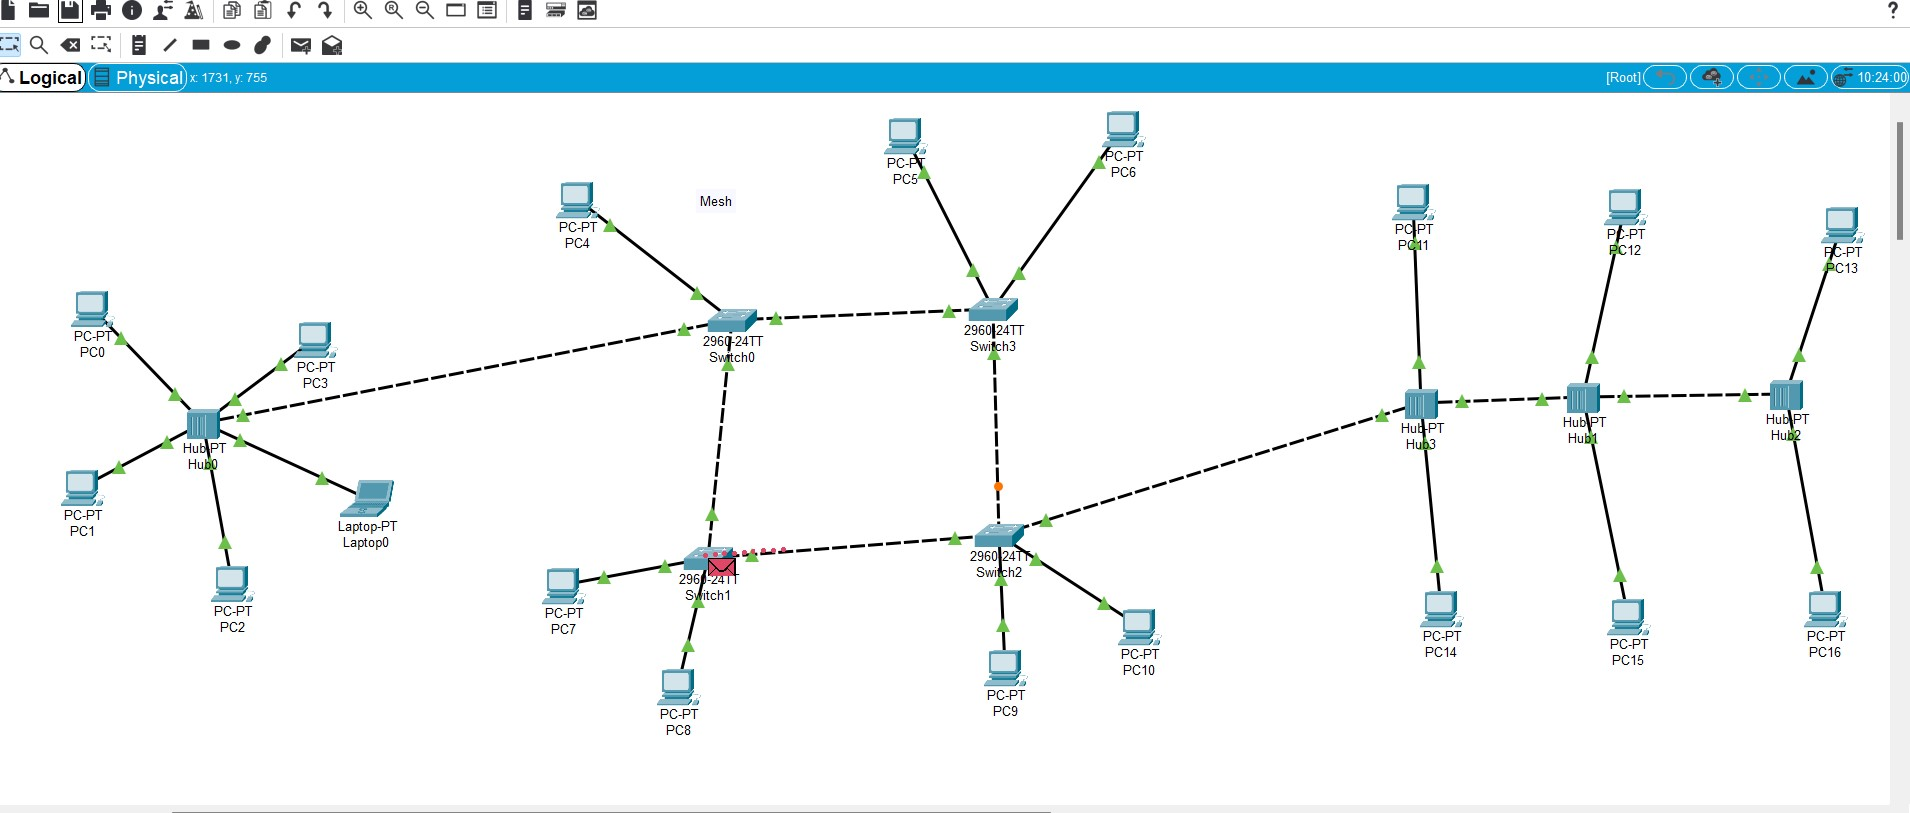 ?
Logical
Physical
x: 1731, y: 755
[Root]
10:24:00
PC-PT
PC5
PC-PT
PC6
PC-PT
PC4
Mesh
PC-PT
PC11
PC-PT
PC12
PC-PT
PC13
PC-PT
PC0
PC-PT
PC3
2960-24TT
Switch0
2960-24TT
Switch3
Hub-PT
Hub0
Hub-PT
Hub3
Hub-PT
Hub1
Hub-PT
Hub2
PC-PT
PC1
Laptop-PT
Laptop0
PC-PT
PC2
2960-24TT
Switch1
2960-24TT
Switch2
PC-PT
PC7
PC-PT
PC8
PC-PT
PC9
PC-PT
PC10
PC-PT
PC14
PC-PT
PC15
PC-PT
PC16